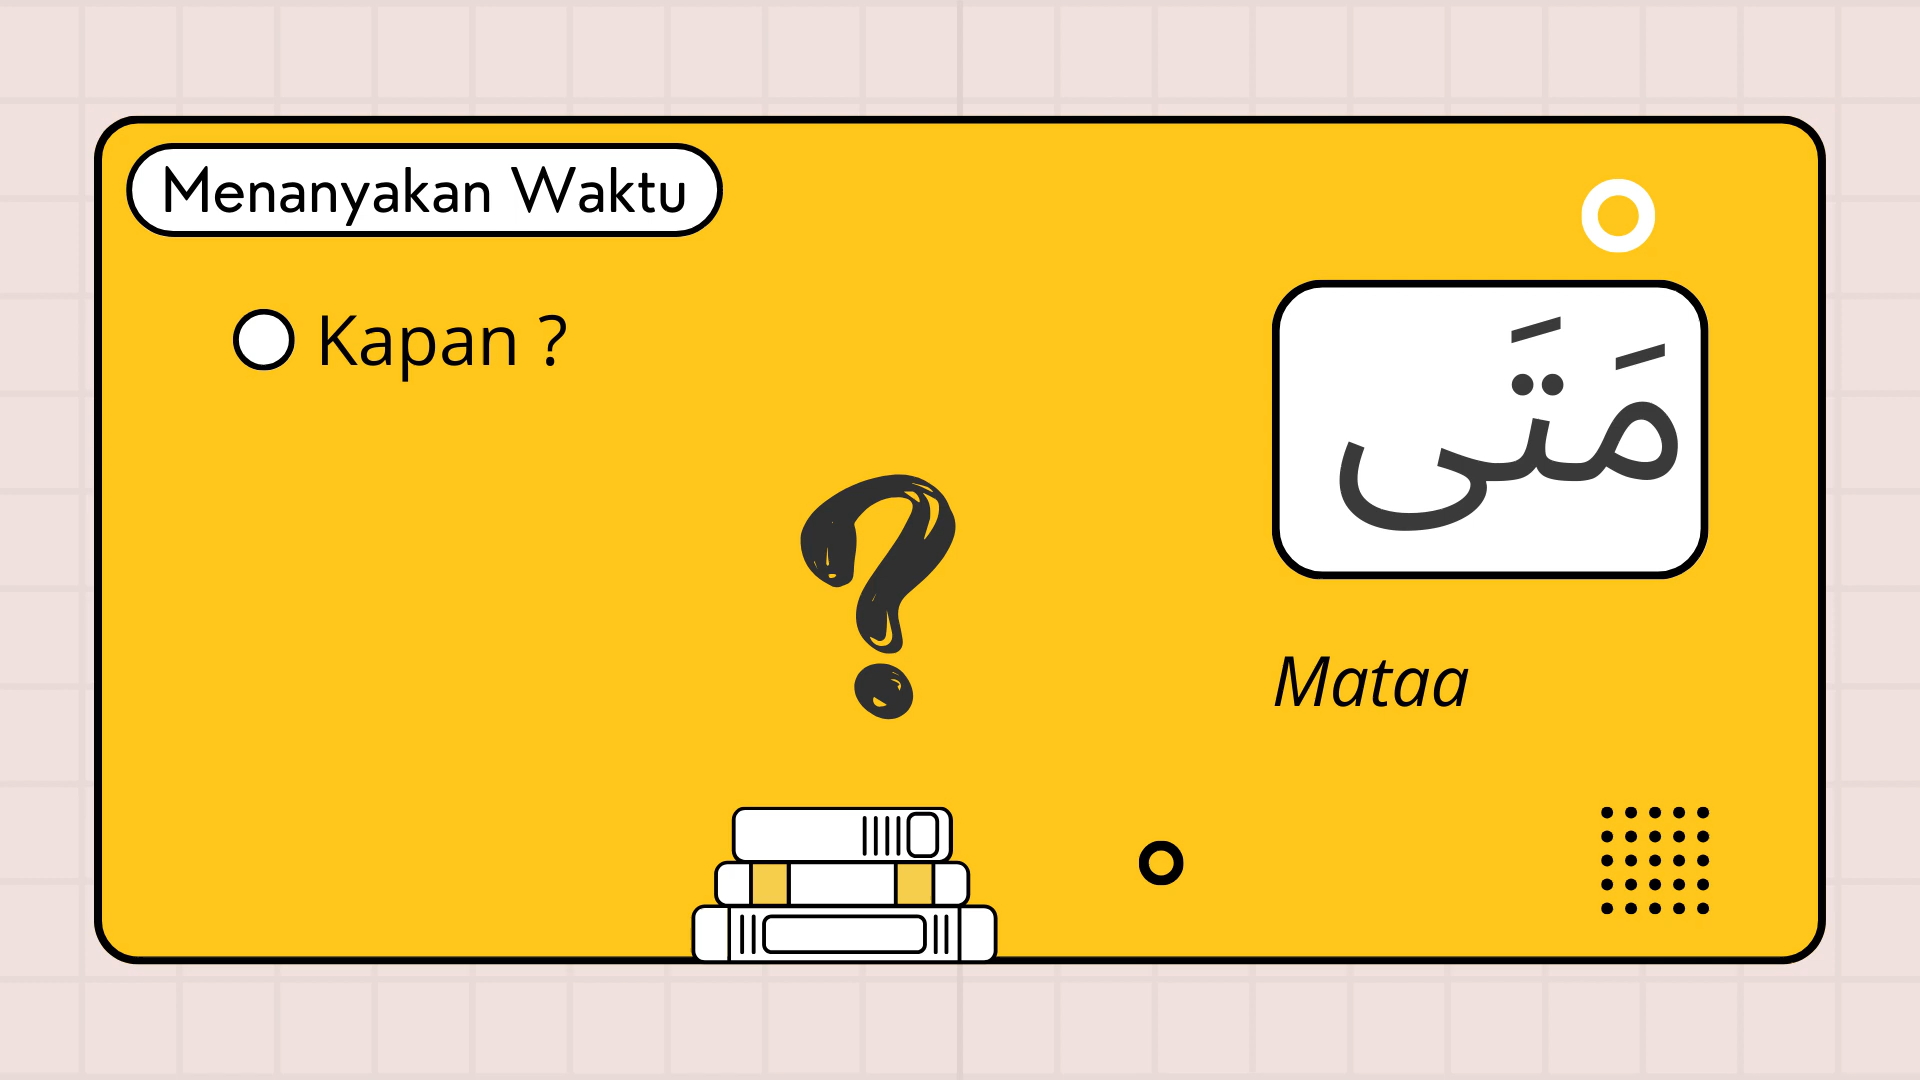 Menanyakan Waktu
Kapan ?
مَتَى
Mataa
?